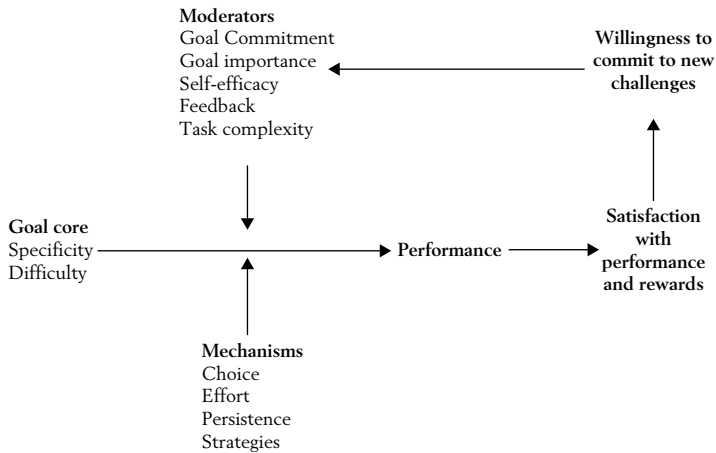 Moderators
Goal Commitment
Goal importance
Self-efficacy
Feedback
Task complexity
Willingness to
commit to new
challenges
Goal core
Specificity
Difficulty
Performance
Satisfaction
with
performance
and rewards
Mechanisms
Choice
Effort
Persistence
Strategies